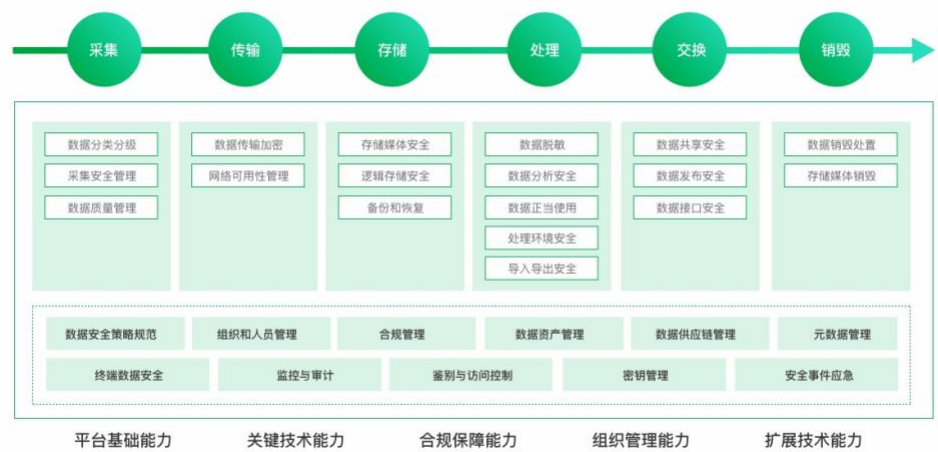 采集 传输 存储 处理 交换 销毁
数据分类分级 数据传输加密 存储媒体安全 数据脱敏 数据共享安全 数据销毁处置
采集安全管理 网络可用性管理 逻辑存储安全 数据分析安全 数据发布安全 存储媒体销毁
数据质量管理 备份和恢复 数据正当使用 数据接口安全
处理环境安全
导入导出安全
数据安全策略规范 组织和人员管理 合规管理 数据资产管理 数据供应链管理 元数据管理
终端数据安全 监控与审计 鉴别与访问控制 密钥管理 安全事件应急
平台基础能力 关键技术能力 合规保障能力 组织管理能力 扩展技术能力